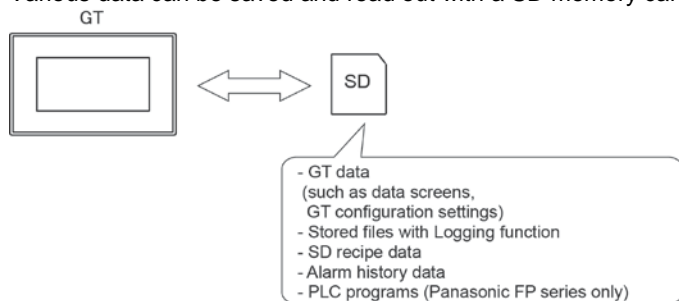 Various data can be saved and read out with a SD memory car
GT
SD
- GT data
(such as data screens,
GT configuration settings)
- Stored files with Logging function
- SD recipe data
- Alarm history data
- PLC programs (Panasonic FP series only)